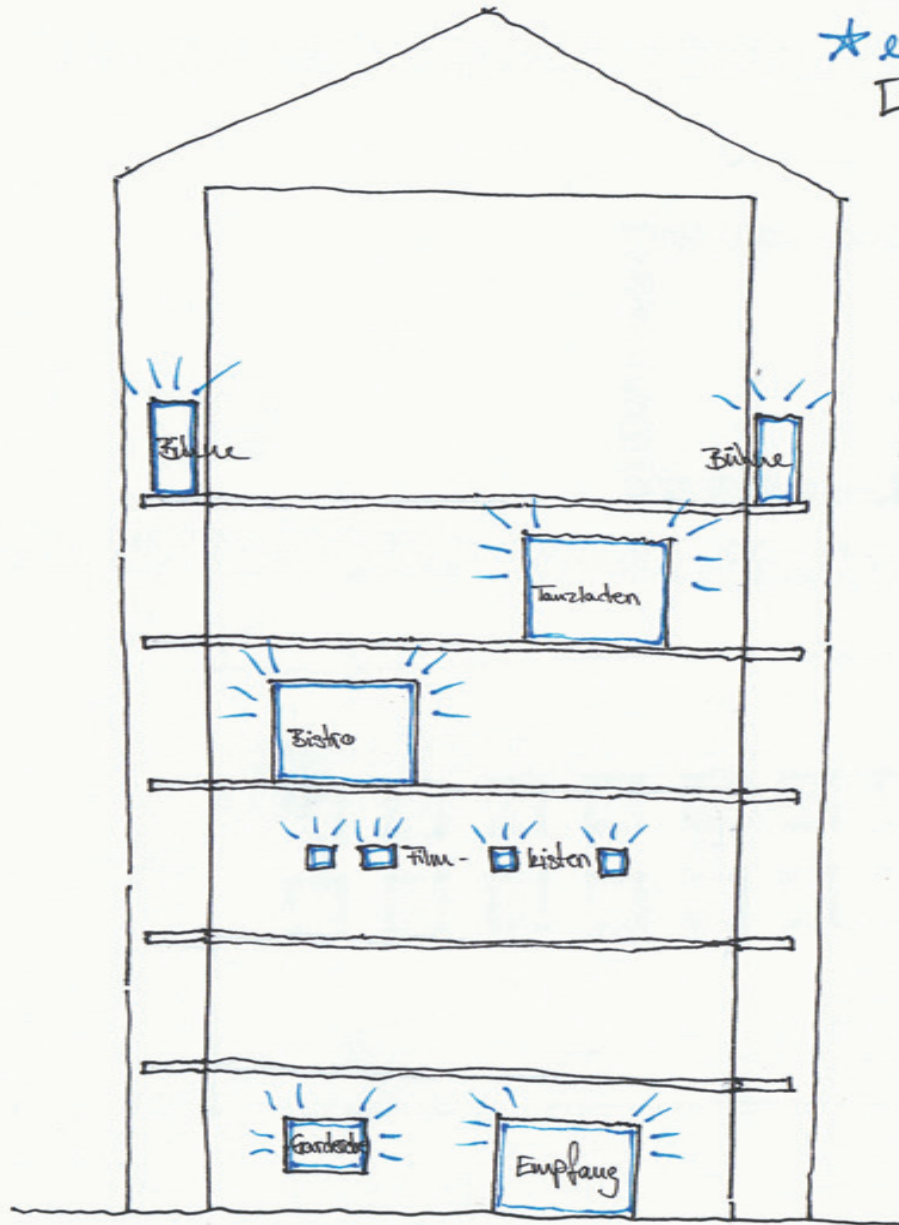 Bühne
Bühne
Tanzladen
Bistro
Film- kisten
Garderobe
Empfang